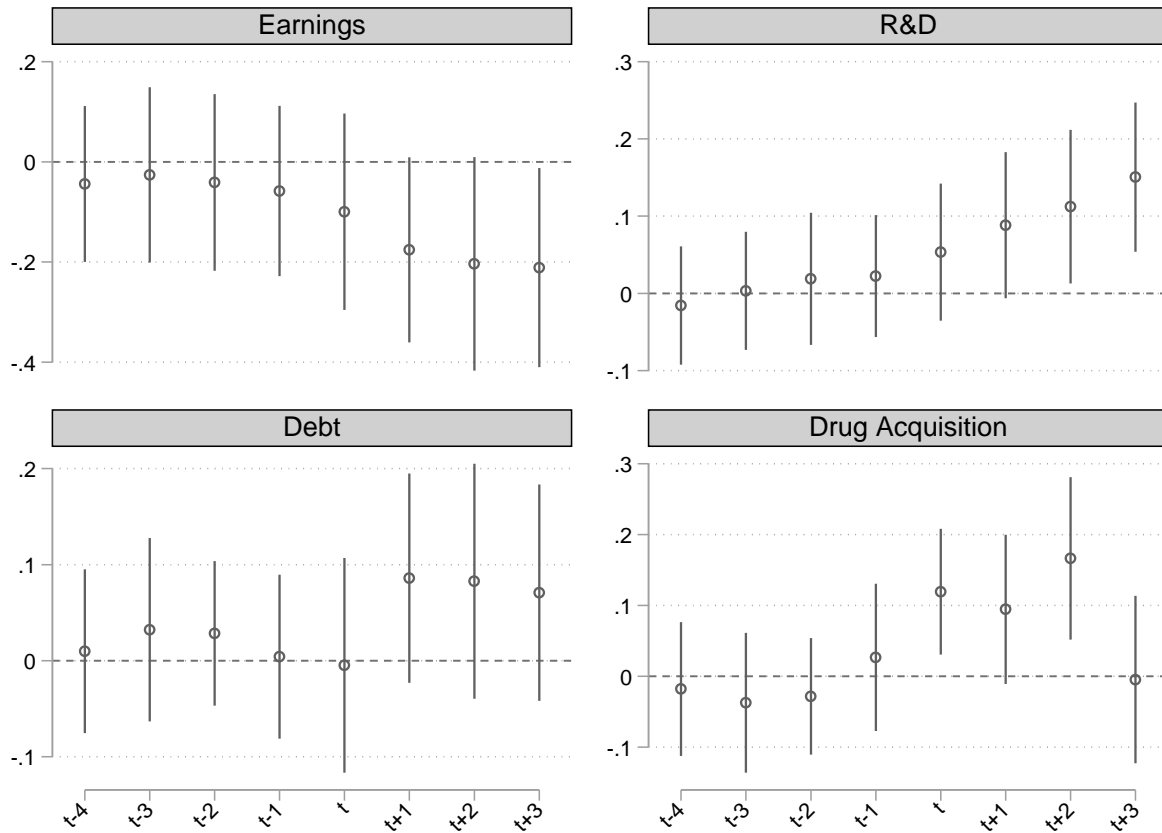 Earnings
.2
0
-.2
-.4
R&D
.3
.2
.1
0
-.1
Debt
.2
.1
0
-.1
t-4
t-3
t-2
t-1
t
t+1
t+2
t+3
Drug Acquisition
.3
.2
.1
0
-.1
t-4
t-3
t-2
t-1
t
t+1
t+2
t+3